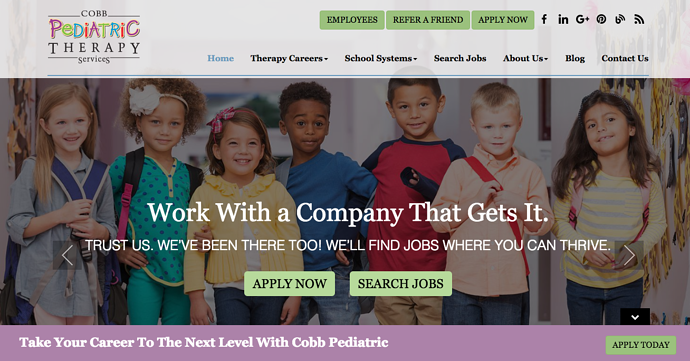 COBB
PEDIATRIC
THERAPY
SERVICES
EMPLOYEES REFER A FRIEND APPLY NOW
Home Therapy Careers School Systems Search Jobs About Us Blog Contact Us
Work With a Company That Gets It.
TRUST US. WE'VE BEEN THERE TOO! WE'LL FIND JOBS WHERE YOU CAN THRIVE.
APPLY NOW SEARCH JOBS
Take Your Career To The Next Level With Cobb Pediatric
APPLY TODAY